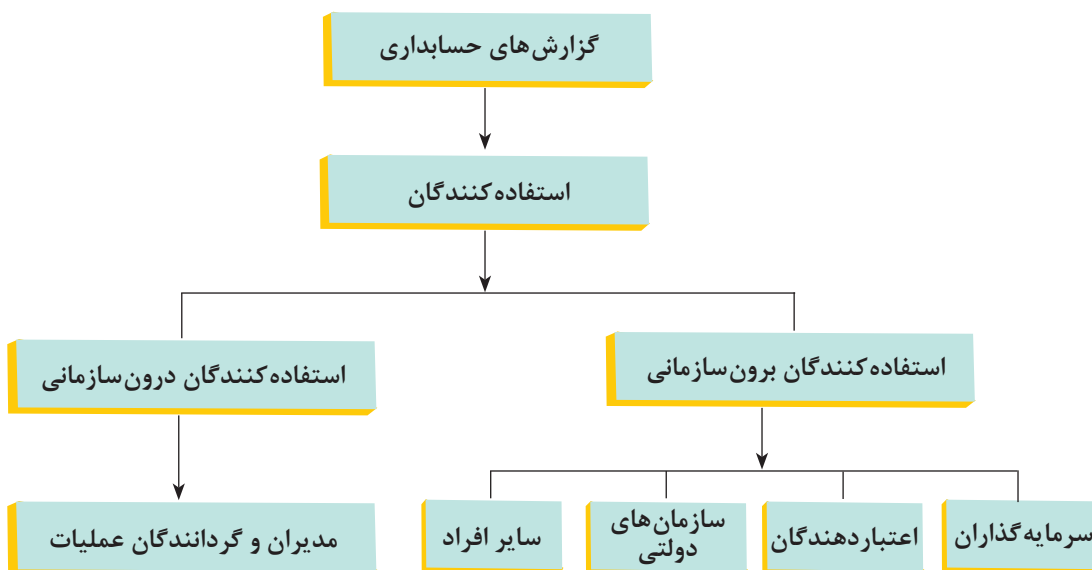 گزارش‌های حسابداری
استفاده‌کنندگان
استفاده‌کنندگان برون‌سازمانی
استفاده‌کنندگان درون‌سازمانی
سرمایه‌گذاران
اعتباردهندگان
سازمان‌های
دولتی
سایر افراد
مدیران و گردانندگان عملیات